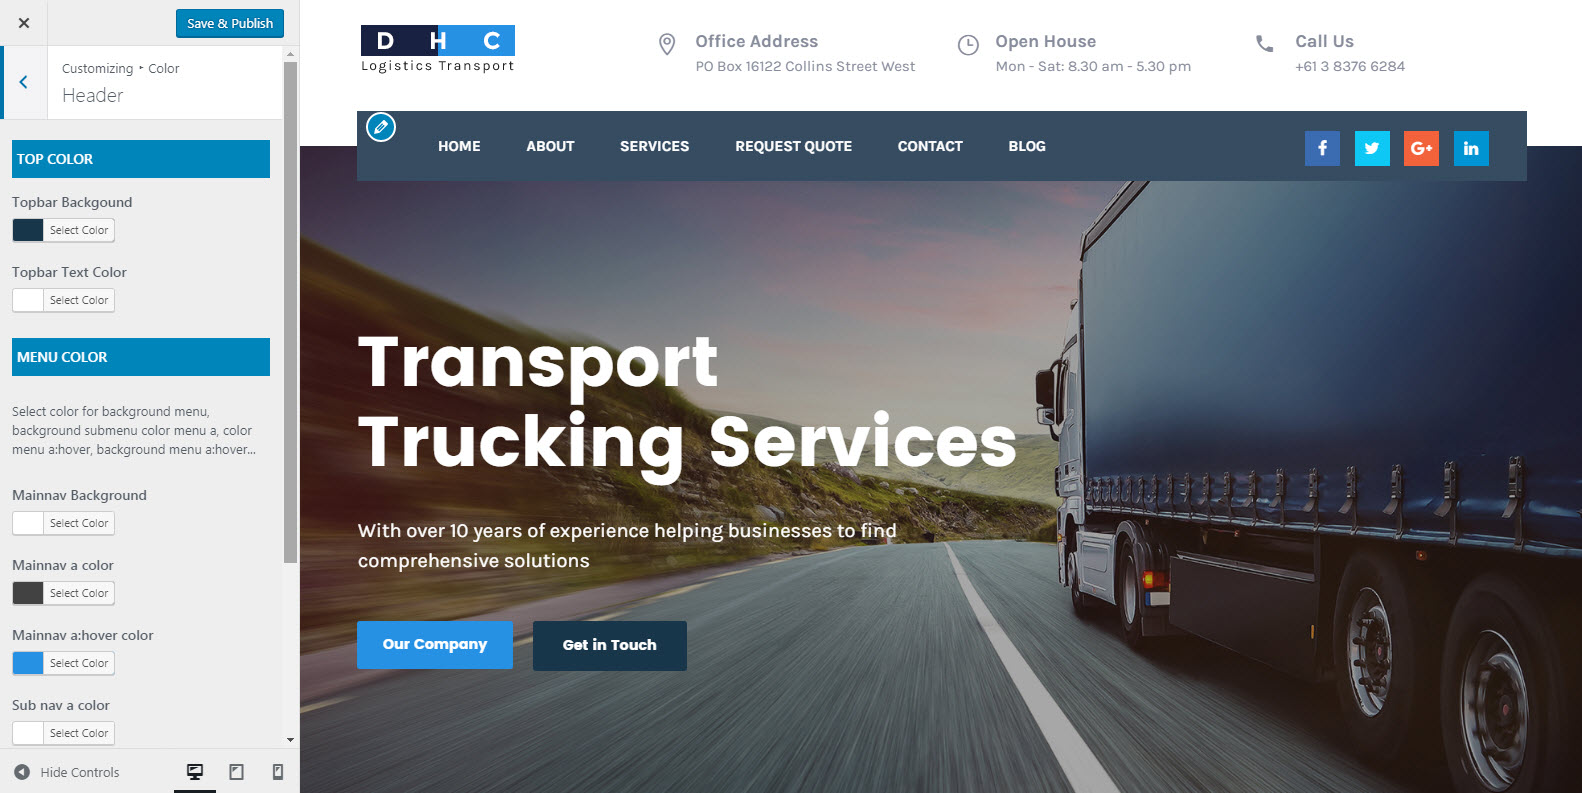 Save & Publish
Customizing ‣ Color
Header
TOP COLOR
Topbar Backgound
Select Color
Topbar Text Color
Select Color
MENU COLOR
Select color for background menu,
background submenu color menu a, color
menu a:hover, background menu a:hover...
Mainnav Background
Select Color
Mainnav a color
Select Color
Mainnav a:hover color
Select Color
Sub nav a color
Select Color
Hide Controls
D H C
Logistics Transport
Office Address
PO Box 16122 Collins Street West
Open House
Mon - Sat: 8.30 am - 5.30 pm
Call Us
+61 3 8376 6284
HOME ABOUT SERVICES REQUEST QUOTE CONTACT BLOG
f G+ in
Transport
Trucking Services
With over 10 years of experience helping businesses to find
comprehensive solutions
Our Company Get in Touch